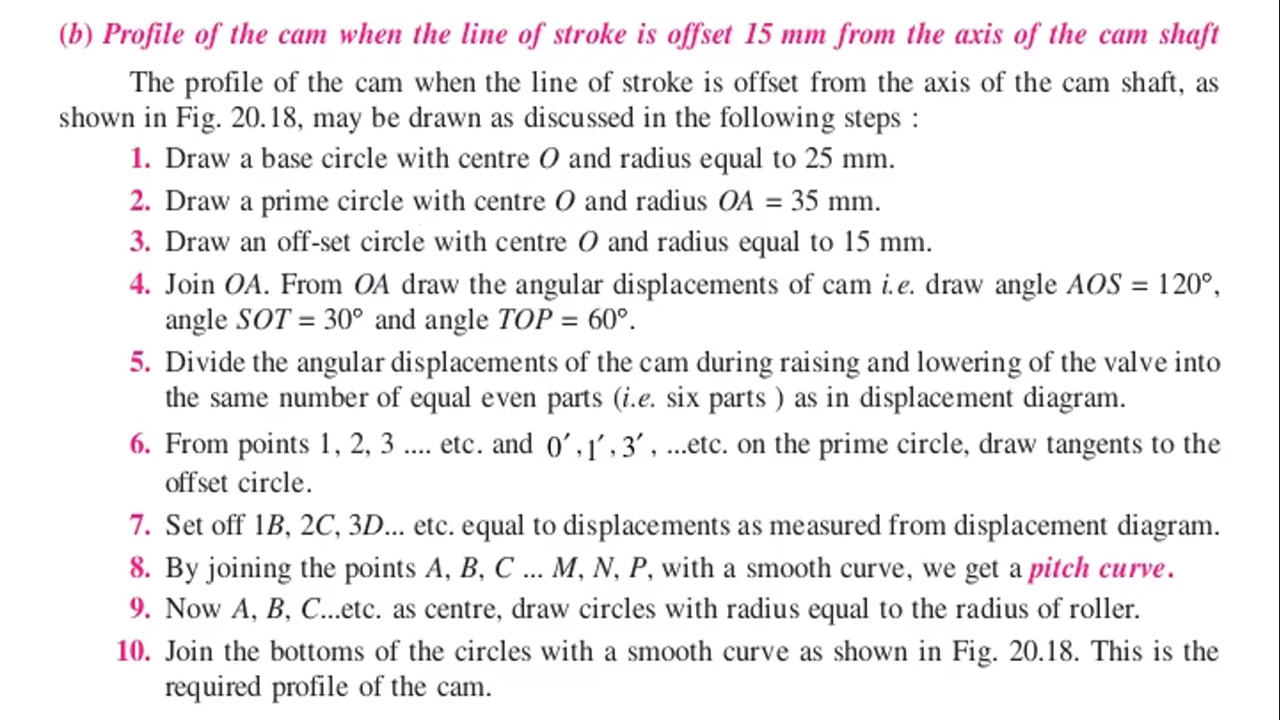 (b) Profile of the cam when the line of stroke is offset 15 mm from the axis of the cam shaft
The profile of the cam when the line of stroke is offset from the axis of the cam shaft, as
shown in Fig. 20.18, may be drawn as discussed in the following steps :
1. Draw a base circle with centre O and radius equal to 25 mm.
2. Draw a prime circle with centre O and radius OA = 35 mm.
3. Draw an off-set circle with centre O and radius equal to 15 mm.
4. Join OA. From OA draw the angular displacements of cam i.e. draw angle AOS = 120°,
angle SOT = 30° and angle TOP = 60°.
5. Divide the angular displacements of the cam during raising and lowering of the valve into
the same number of equal even parts (i.e. six parts ) as in displacement diagram.
6. From points 1, 2, 3 .... etc. and 0′ ,1′ , 3′ , ...etc. on the prime circle, draw tangents to the
offset circle.
7. Set off 1B, 2C, 3D... etc. equal to displacements as measured from displacement diagram.
8. By joining the points A, B, C ... M, N, P, with a smooth curve, we get a pitch curve.
9. Now A, B, C...etc. as centre, draw circles with radius equal to the radius of roller.
10. Join the bottoms of the circles with a smooth curve as shown in Fig. 20.18. This is the
required profile of the cam.